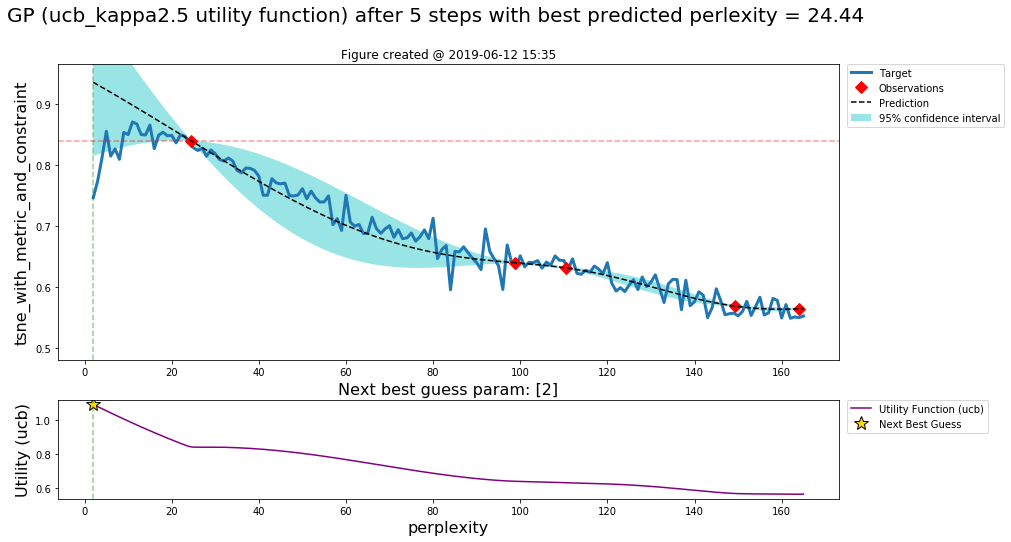 GP (ucb_kappa2.5 utility function) after 5 steps with best predicted perlexity = 24.44
Figure created @ 2019-06-12 15:35
tsne_with_metric_and_constraint
0.9
0.8
0.7
0.6
0.5
0 20 40 60 80 100 120 140 160
Target
Observations
Prediction
95% confidence interval
Next best guess param: [2]
Utility (ucb)
1.0
0.8
0.6
0 20 40 60 80 100 120 140 160
perplexity
Utility Function (ucb)
Next Best Guess